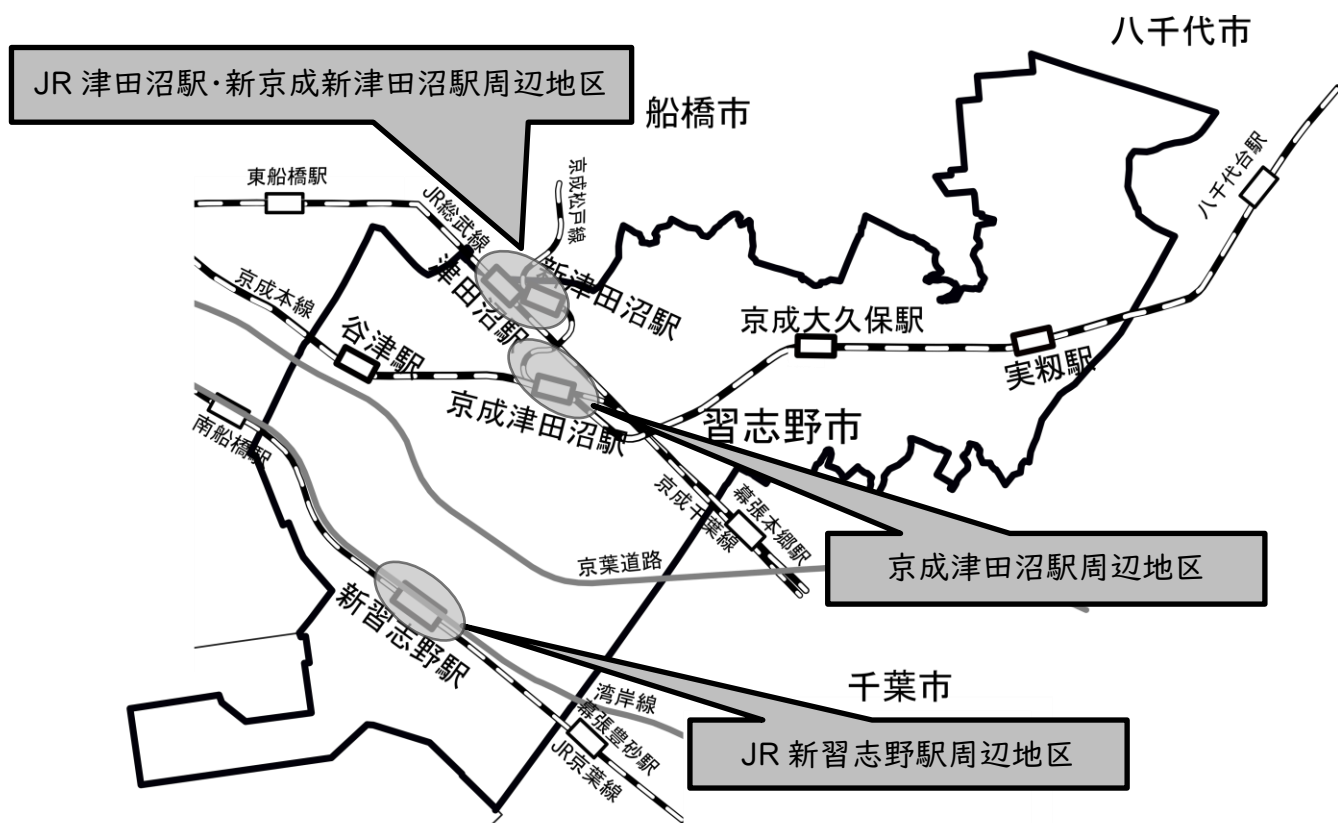 八千代市
JR 津田沼駅・新京成新津田沼駅周辺地区
船橋市
東船橋駅
JR総武線
京成松戸線
八千代台駅
津田沼駅
新津田沼駅
京成本線
谷津駅
京成大久保駅
実籾駅
京成津田沼駅
習志野市
南船橋駅
京成千葉線
幕張本郷駅
京葉道路
京成津田沼駅周辺地区
新習志野駅
千葉市
湾岸線
幕張豊砂駅
JR京葉線
JR 新習志野駅周辺地区